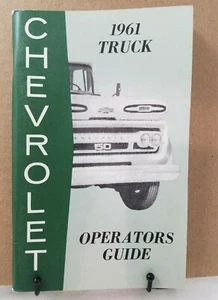 CHEVROLET
1961
TRUCK
50
OPERATORS
GUIDE